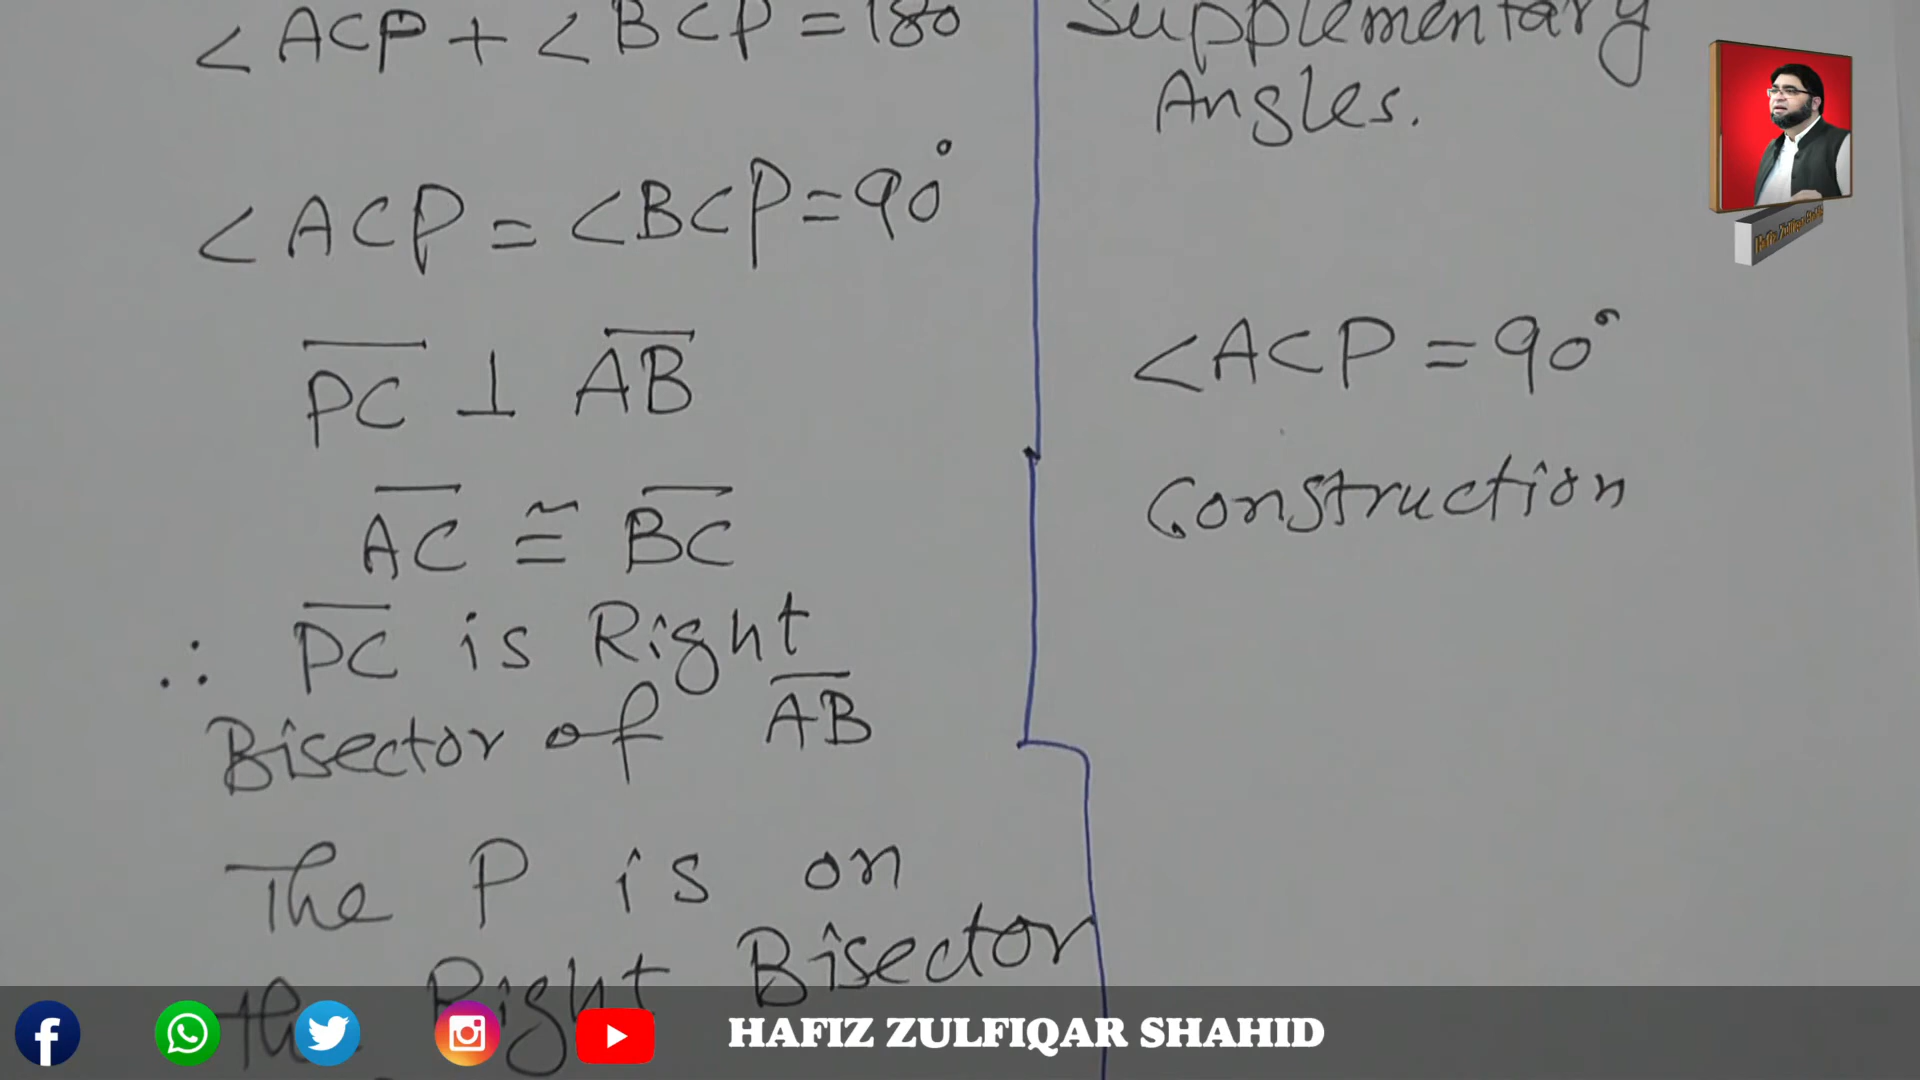 <ACP + <BCP = 180
Supplementary
Angles.
<ACP = <BCP = 90°
PC ⊥ AB
<ACP = 90°
AC ≅ BC
Construction
∴ PC is Right
Bisector of AB
The P is on
the Right Bisector
HAFIZ ZULFIQAR SHAHID